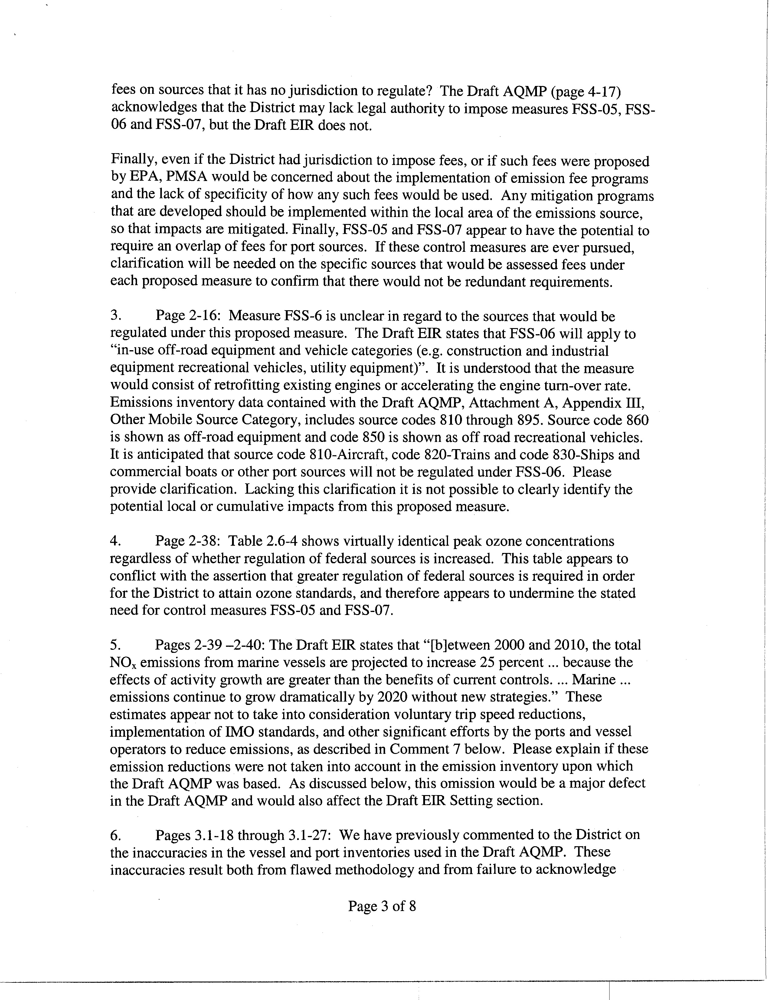 fees on sources that it has no jurisdiction to regulate? The Draft AQMP (page 4-17)
acknowledges that the District may lack legal authority to impose measures FSS-05, FSS-
06 and FSS-07, but the Draft EIR does not.
Finally, even if the District had jurisdiction to impose fees, or if such fees were proposed
by EPA, PMSA would be concerned about the implementation of emission fee programs
and the lack of specificity of how any such fees would be used. Any mitigation programs
that are developed should be implemented within the local area of the emissions source,
so that impacts are mitigated. Finally, FSS-05 and FSS-07 appear to have the potential to
require an overlap of fees for port sources. If these control measures are ever pursued,
clarification will be needed on the specific sources that would be assessed fees under
each proposed measure to confirm that there would not be redundant requirements.
3. Page 2-16: Measure FSS-6 is unclear in regard to the sources that would be
regulated under this proposed measure. The Draft EIR states that FSS-06 will apply to
“in-use off-road equipment and vehicle categories (e.g. construction and industrial
equipment recreational vehicles, utility equipment)”. It is understood that the measure
would consist of retrofitting existing engines or accelerating the engine turn-over rate.
Emissions inventory data contained with the Draft AQMP, Attachment A, Appendix III,
Other Mobile Source Category, includes source codes 810 through 895. Source code 860
is shown as off-road equipment and code 850 is shown as off road recreational vehicles.
It is anticipated that source code 810-Aircraft, code 820-Trains and code 830-Ships and
commercial boats or other port sources will not be regulated under FSS-06. Please
provide clarification. Lacking this clarification it is not possible to clearly identify the
potential local or cumulative impacts from this proposed measure.
4. Page 2-38: Table 2.6-4 shows virtually identical peak ozone concentrations
regardless of whether regulation of federal sources is increased. This table appears to
conflict with the assertion that greater regulation of federal sources is required in order
for the District to attain ozone standards, and therefore appears to undermine the stated
need for control measures FSS-05 and FSS-07.
5. Pages 2-39 –2-40: The Draft EIR states that “[b]etween 2000 and 2010, the total
NOx emissions from marine vessels are projected to increase 25 percent ... because the
effects of activity growth are greater than the benefits of current controls. ... Marine ...
emissions continue to grow dramatically by 2020 without new strategies.” These
estimates appear not to take into consideration voluntary trip speed reductions,
implementation of IMO standards, and other significant efforts by the ports and vessel
operators to reduce emissions, as described in Comment 7 below. Please explain if these
emission reductions were not taken into account in the emission inventory upon which
the Draft AQMP was based. As discussed below, this omission would be a major defect
in the Draft AQMP and would also affect the Draft EIR Setting section.
6. Pages 3.1-18 through 3.1-27: We have previously commented to the District on
the inaccuracies in the vessel and port inventories used in the Draft AQMP. These
inaccuracies result both from flawed methodology and from failure to acknowledge
Page 3 of 8